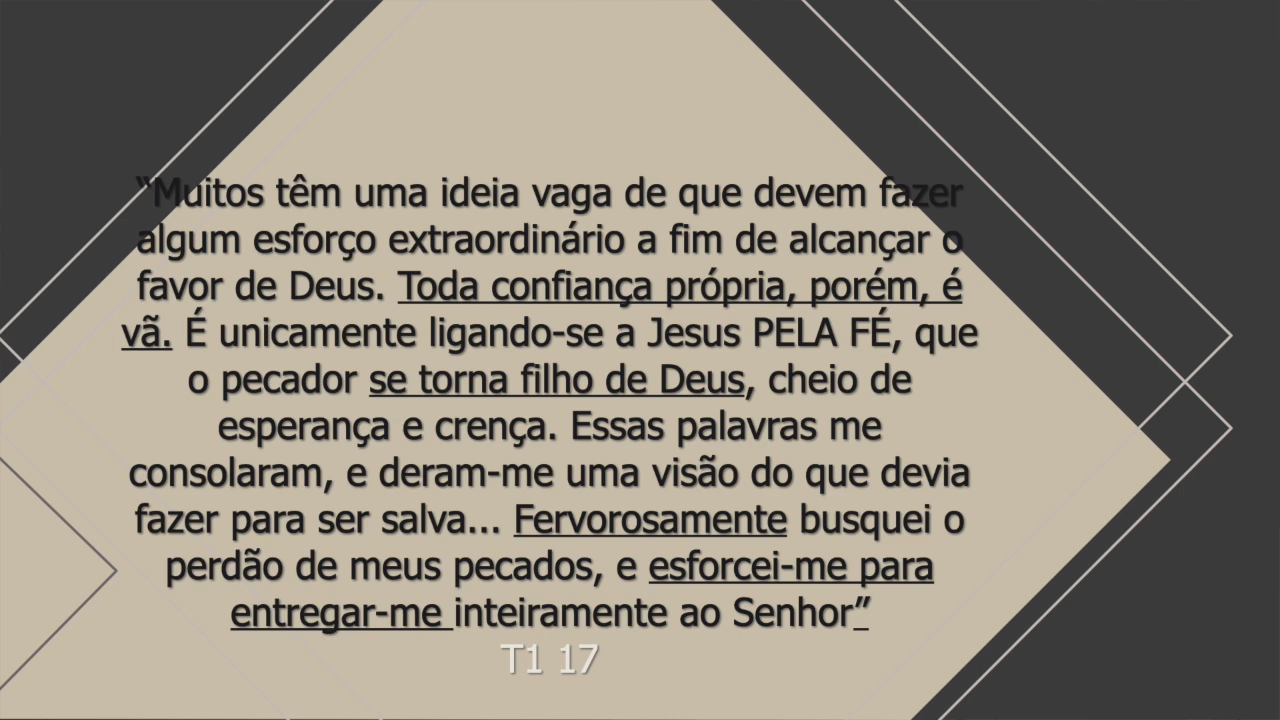 “Muitos têm uma ideia vaga de que devem fazer
algum esforço extraordinário a fim de alcançar o
favor de Deus. Toda confiança própria, porém, é
vã. É unicamente ligando-se a Jesus PELA FÉ, que
o pecador se torna filho de Deus, cheio de
esperança e crença. Essas palavras me
consolaram, e deram-me uma visão do que devia
fazer para ser salva... Fervorosamente busquei o
perdão de meus pecados, e esforcei-me para
entregar-me inteiramente ao Senhor”
T1 17